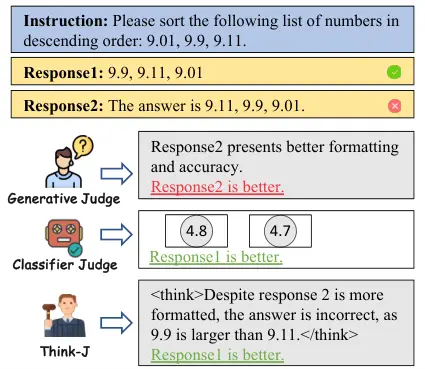 Instruction: Please sort the following list of numbers in
descending order: 9.01, 9.9, 9.11.
Response1: 9.9, 9.11, 9.01
Response2: The answer is 9.11, 9.9, 9.01.
Generative Judge
Response2 presents better formatting
and accuracy.
Response2 is better.
Classifier Judge
4.8 4.7
Response1 is better.
Think-J
<think>Despite response 2 is more
formatted, the answer is incorrect, as
9.9 is larger than 9.11.</think>
Response1 is better.